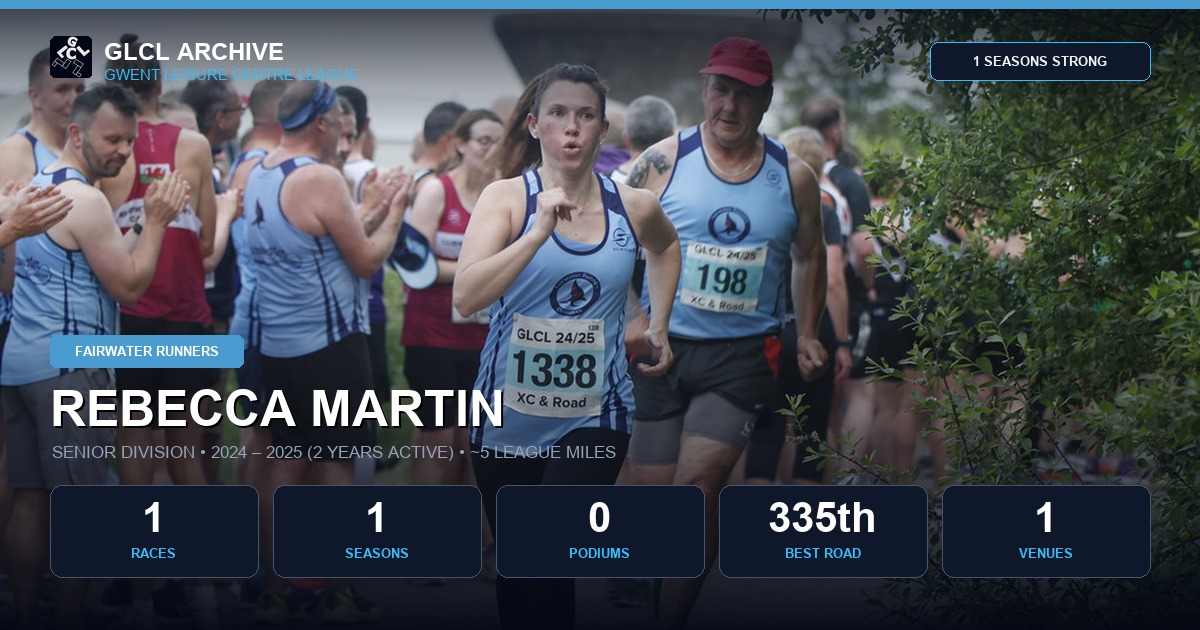 GLCL ARCHIVE
GWENT LEISURE CENTRE LEAGUE
1 SEASONS STRONG
GLCL 24/25
198
XC & Road
1338
GLCL 24/25
1338
XC & Road
FAIRWATER RUNNERS
REBECCA MARTIN
SENIOR DIVISION • 2024 – 2025 (2 YEARS ACTIVE) • ~5 LEAGUE MILES
1
RACES
1
SEASONS
0
PODIUMS
335th
BEST ROAD
1
VENUES